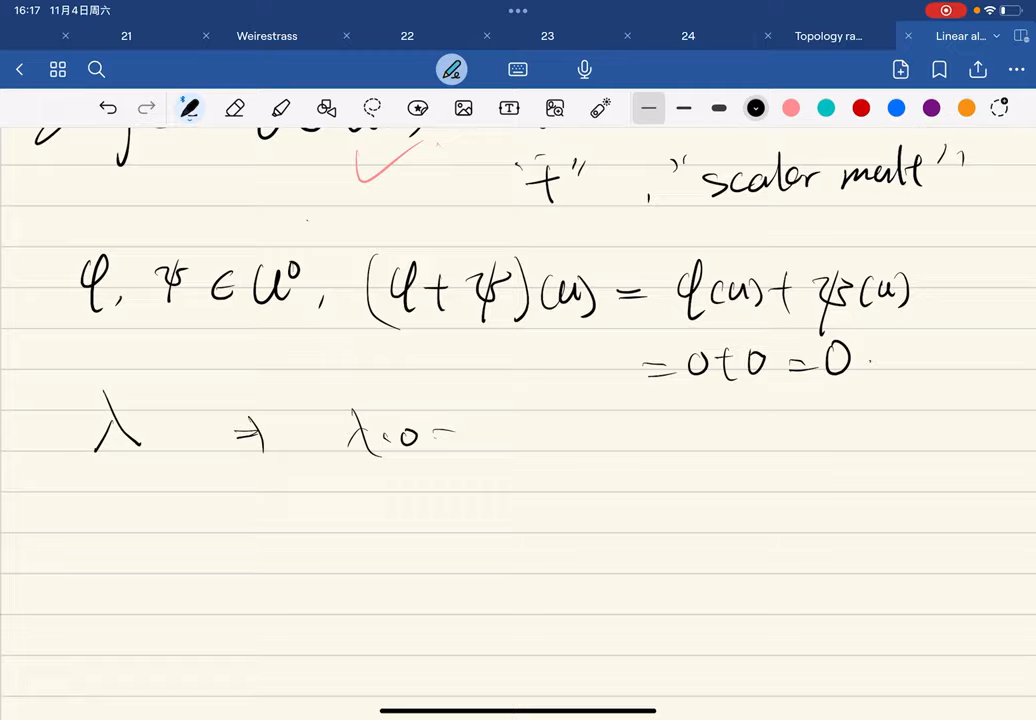 16:17 11月4日周六
21 Weirestrass 22 23 24 Topology ra... Linear al...
"+" , "scaler mult"
φ, ψ ∈ U⁰, (φ + ψ)(u) = φ(u) + ψ(u)
= 0 + 0 = 0.
λ ⇒ λ·0 =